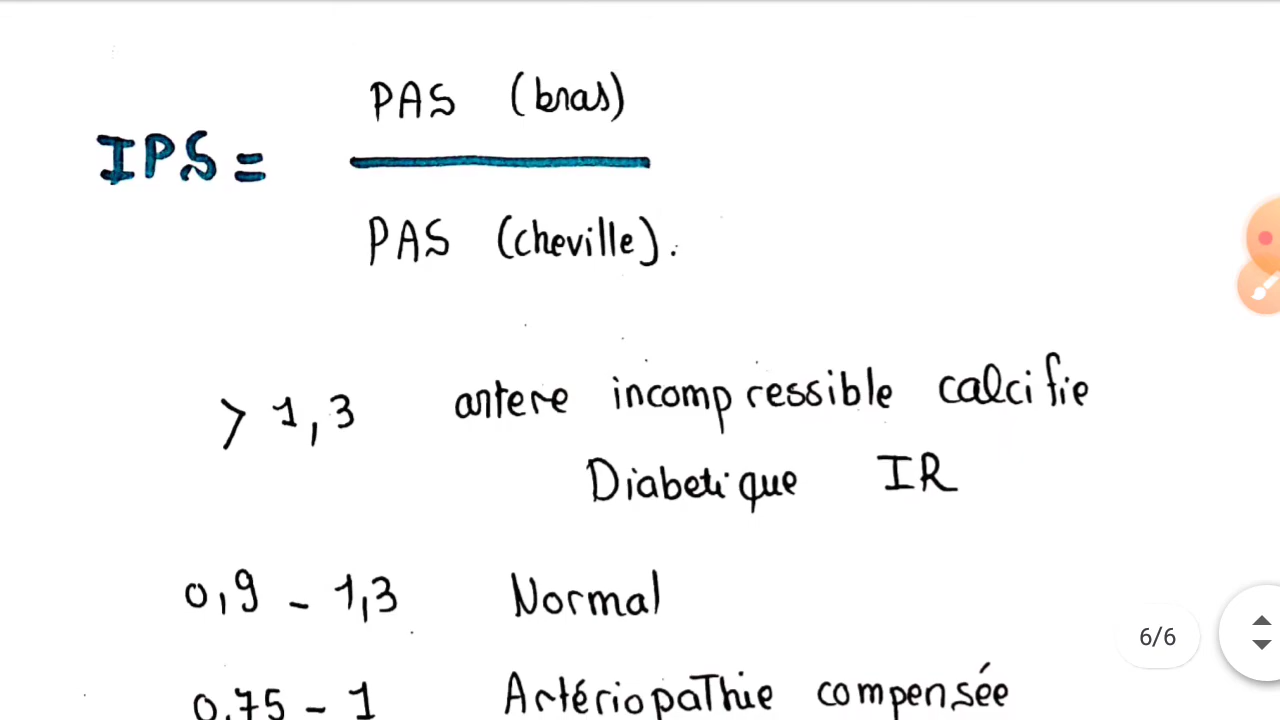 PAS (bras)
IPS =
PAS (cheville).
> 1,3 artere incompressible calcifie
Diabetique IR
0,9 - 1,3 Normal
6/6
0,75 - 1 Artériopathie compensée